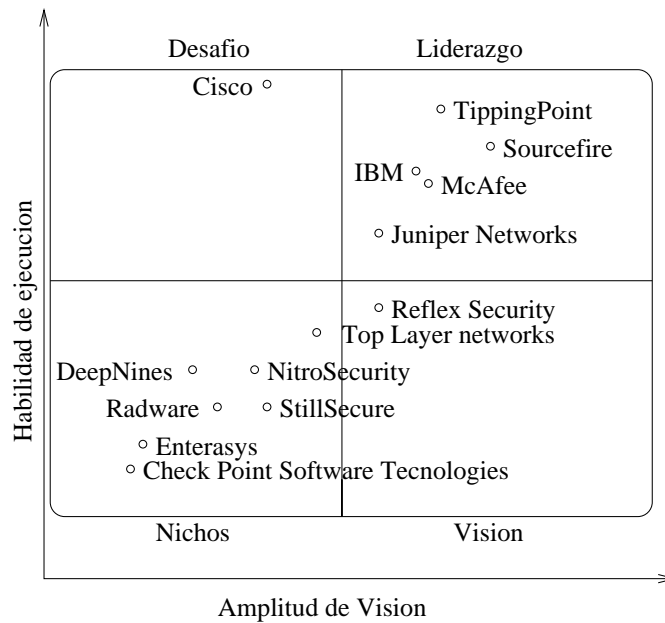 Desafio
Liderazgo
Cisco
TippingPoint
Sourcefire
IBM
McAfee
Juniper Networks
Habilidad de ejecucion
Reflex Security
Top Layer networks
DeepNines
NitroSecurity
Radware
StillSecure
Enterasys
Check Point Software Tecnologies
Nichos
Vision
Amplitud de Vision